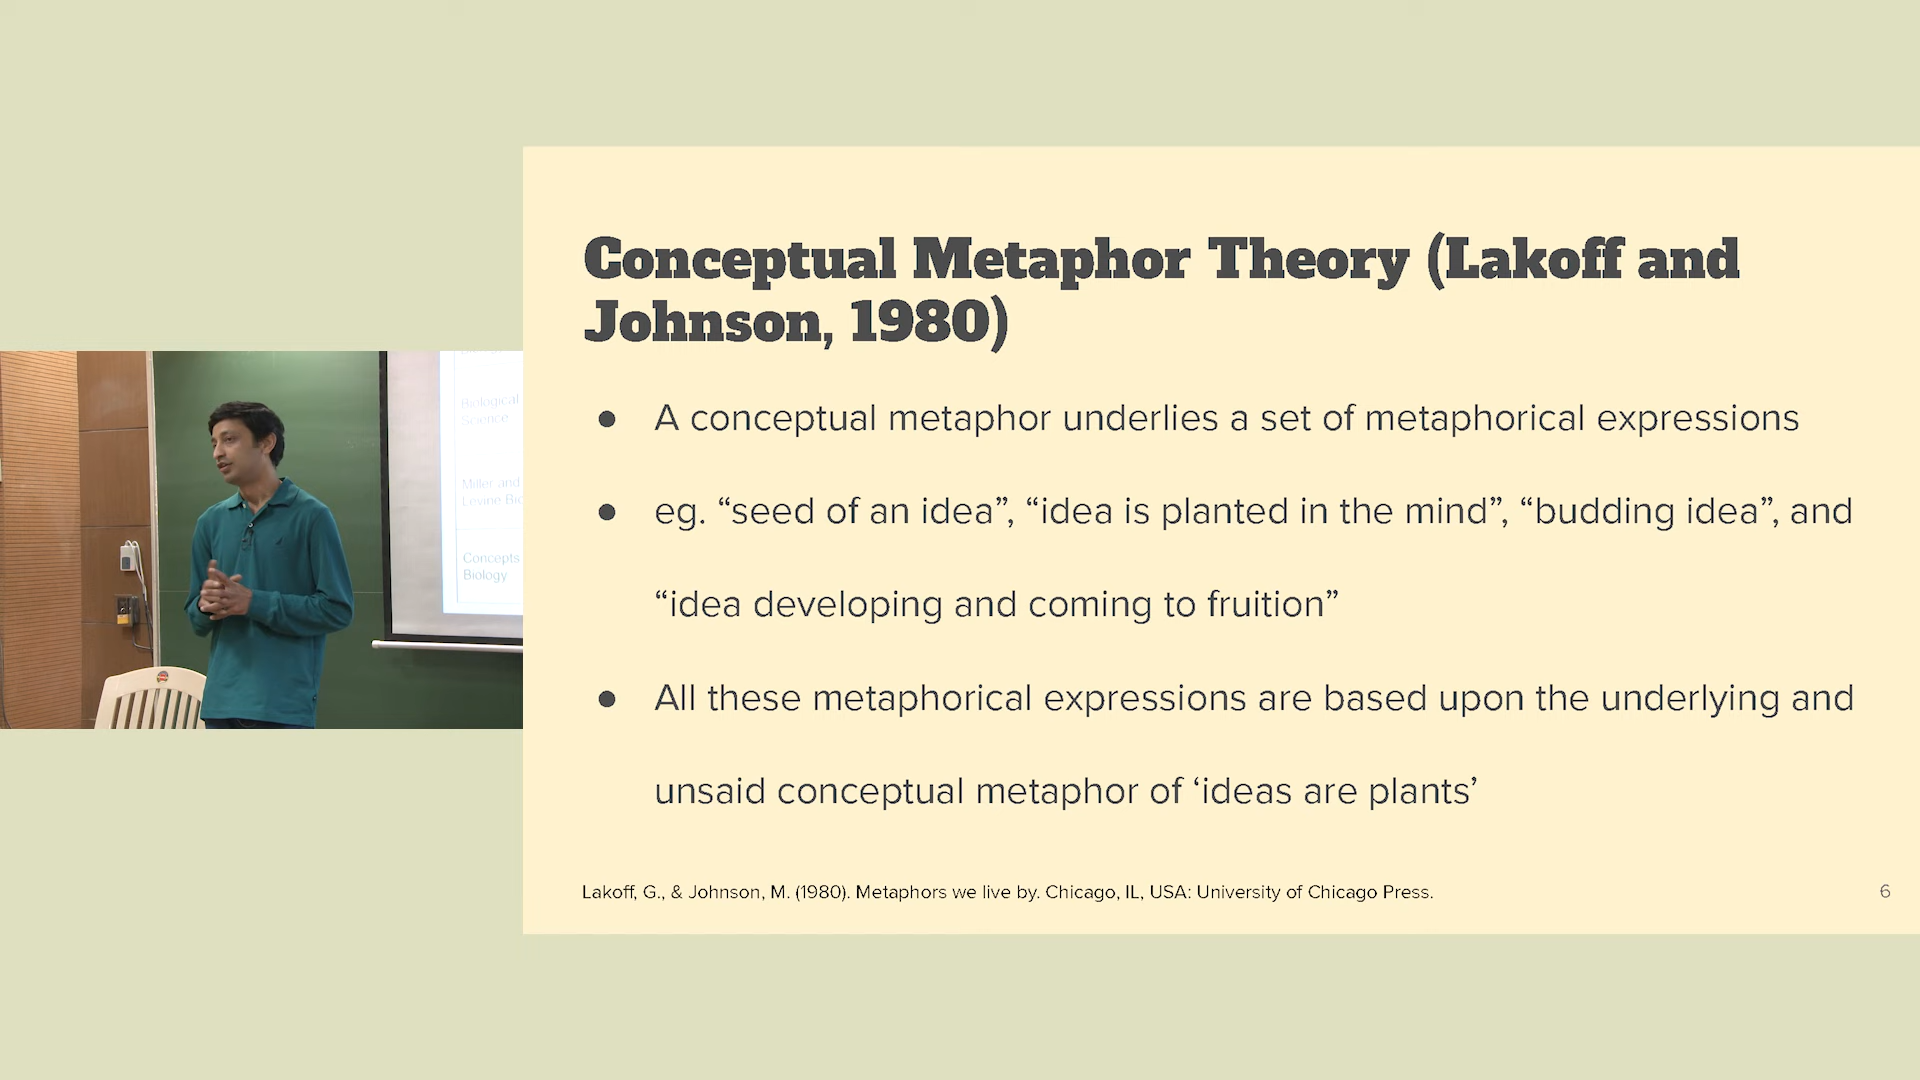 Conceptual Metaphor Theory (Lakoff and
Johnson, 1980)
● A conceptual metaphor underlies a set of metaphorical expressions
● eg. “seed of an idea”, “idea is planted in the mind”, “budding idea”, and
“idea developing and coming to fruition”
● All these metaphorical expressions are based upon the underlying and
unsaid conceptual metaphor of ‘ideas are plants’
Lakoff, G., & Johnson, M. (1980). Metaphors we live by. Chicago, IL, USA: University of Chicago Press.
6
Biological
Science
Miller and
Levine
Concepts
Biology